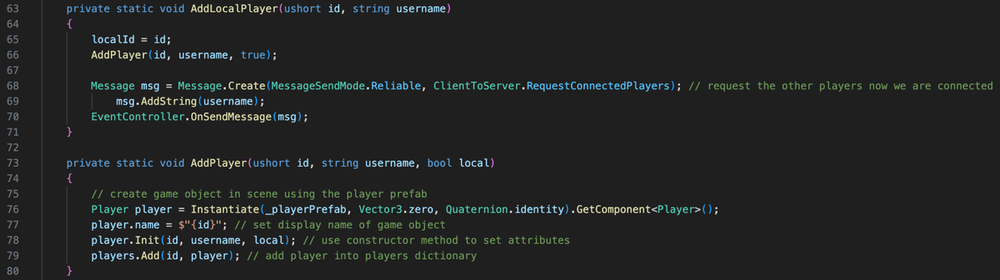 63 private static void AddLocalPlayer(ushort id, string username)
64 {
65 localId = id;
66 AddPlayer(id, username, true);
67
68 Message msg = Message.Create(MessageSendMode.Reliable, ClientToServer.RequestConnectedPlayers); // request the other players now we are connected
69 msg.AddString(username);
70 EventController.OnSendMessage(msg);
71 }
72
73 private static void AddPlayer(ushort id, string username, bool local)
74 {
75 // create game object in scene using the player prefab
76 Player player = Instantiate(_playerPrefab, Vector3.zero, Quaternion.identity).GetComponent<Player>();
77 player.name = $"{id}"; // set display name of game object
78 player.Init(id, username, local); // use constructor method to set attributes
79 players.Add(id, player); // add player into players dictionary
80 }